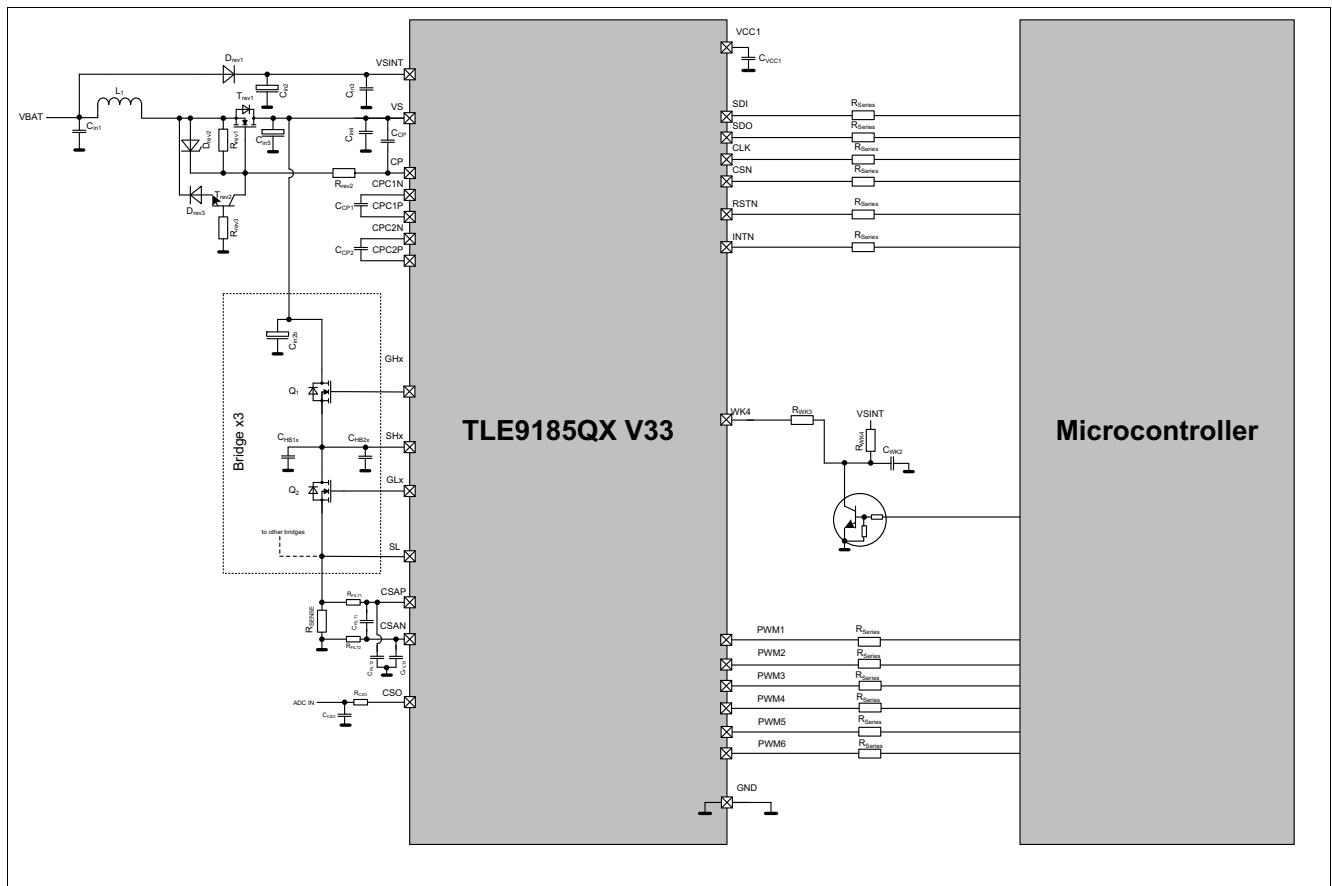 VCC1
CVCC1
Drev1
VSINT
Cin2
Cin3
L1
Trev1
VS
VBAT
Cin1
Drev2
Rrev1
Cin5
Cin4
CCP
CP
Rrev2
Trev2
Drev3
Rrev3
CPC1N
CCP1
CPC1P
CPC2N
CCP2
CPC2P
SDI
RSeries
SDO
RSeries
CLK
RSeries
CSN
RSeries
RSTN
RSeries
INTN
RSeries
Cin2b
GHx
Q1
Bridge x3
CHB1x
CHB2x
SHx
Q2
GLx
to other bridges
SL
TLE9185QX V33
Microcontroller
WK4
RWK3
VSINT
RWK4
CWK2
RSENSE
RFILT1
CSAP
CFILT1
CSAN
RFILT2
CFILT2
ADC IN
RCSO
CSO
CCSO
PWM1
RSeries
PWM2
RSeries
PWM3
RSeries
PWM4
RSeries
PWM5
RSeries
PWM6
RSeries
GND